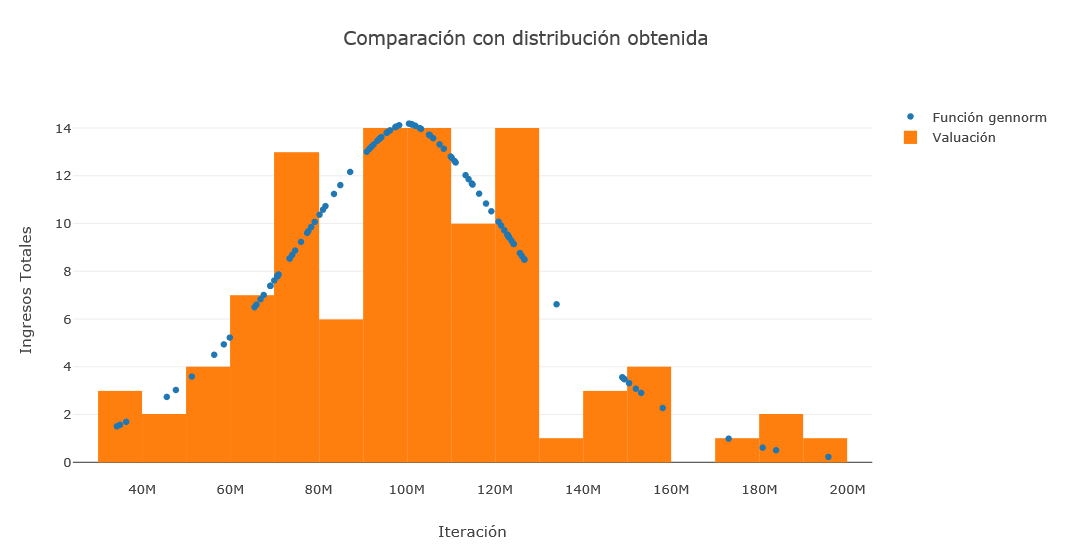 Comparación con distribución obtenida
Función gennorm
Valuación
14
12
10
8
6
4
2
0
Ingresos Totales
40M 60M 80M 100M 120M 140M 160M 180M 200M
Iteración